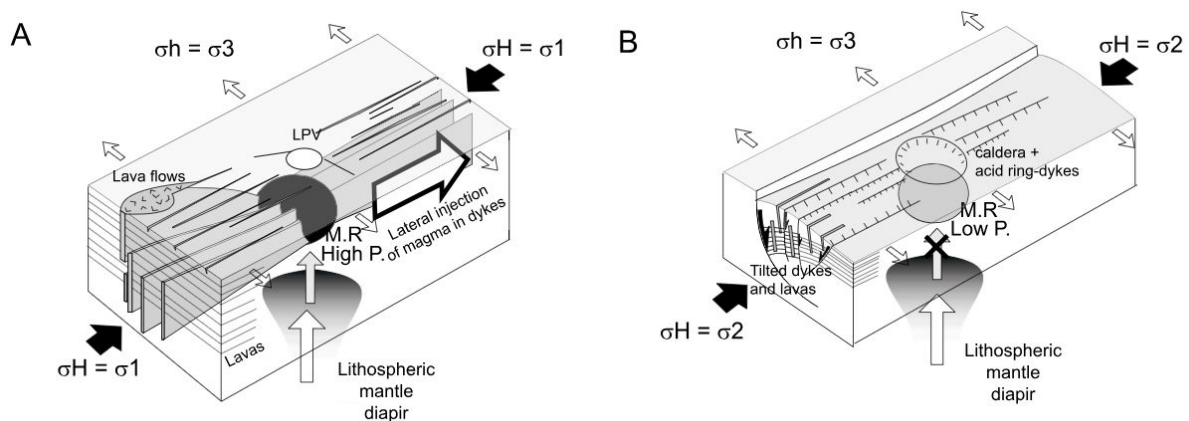 A
σh = σ3
σH = σ1
LPV
Lava flows
Lateral injection
of magma in dykes
M.R
High P.
Lavas
σH = σ1
Lithospheric
mantle
diapir
B
σh = σ3
σH = σ2
caldera +
acid ring-dykes
M.R
Low P.
Tilted dykes
and lavas
σH = σ2
Lithospheric
mantle
diapir